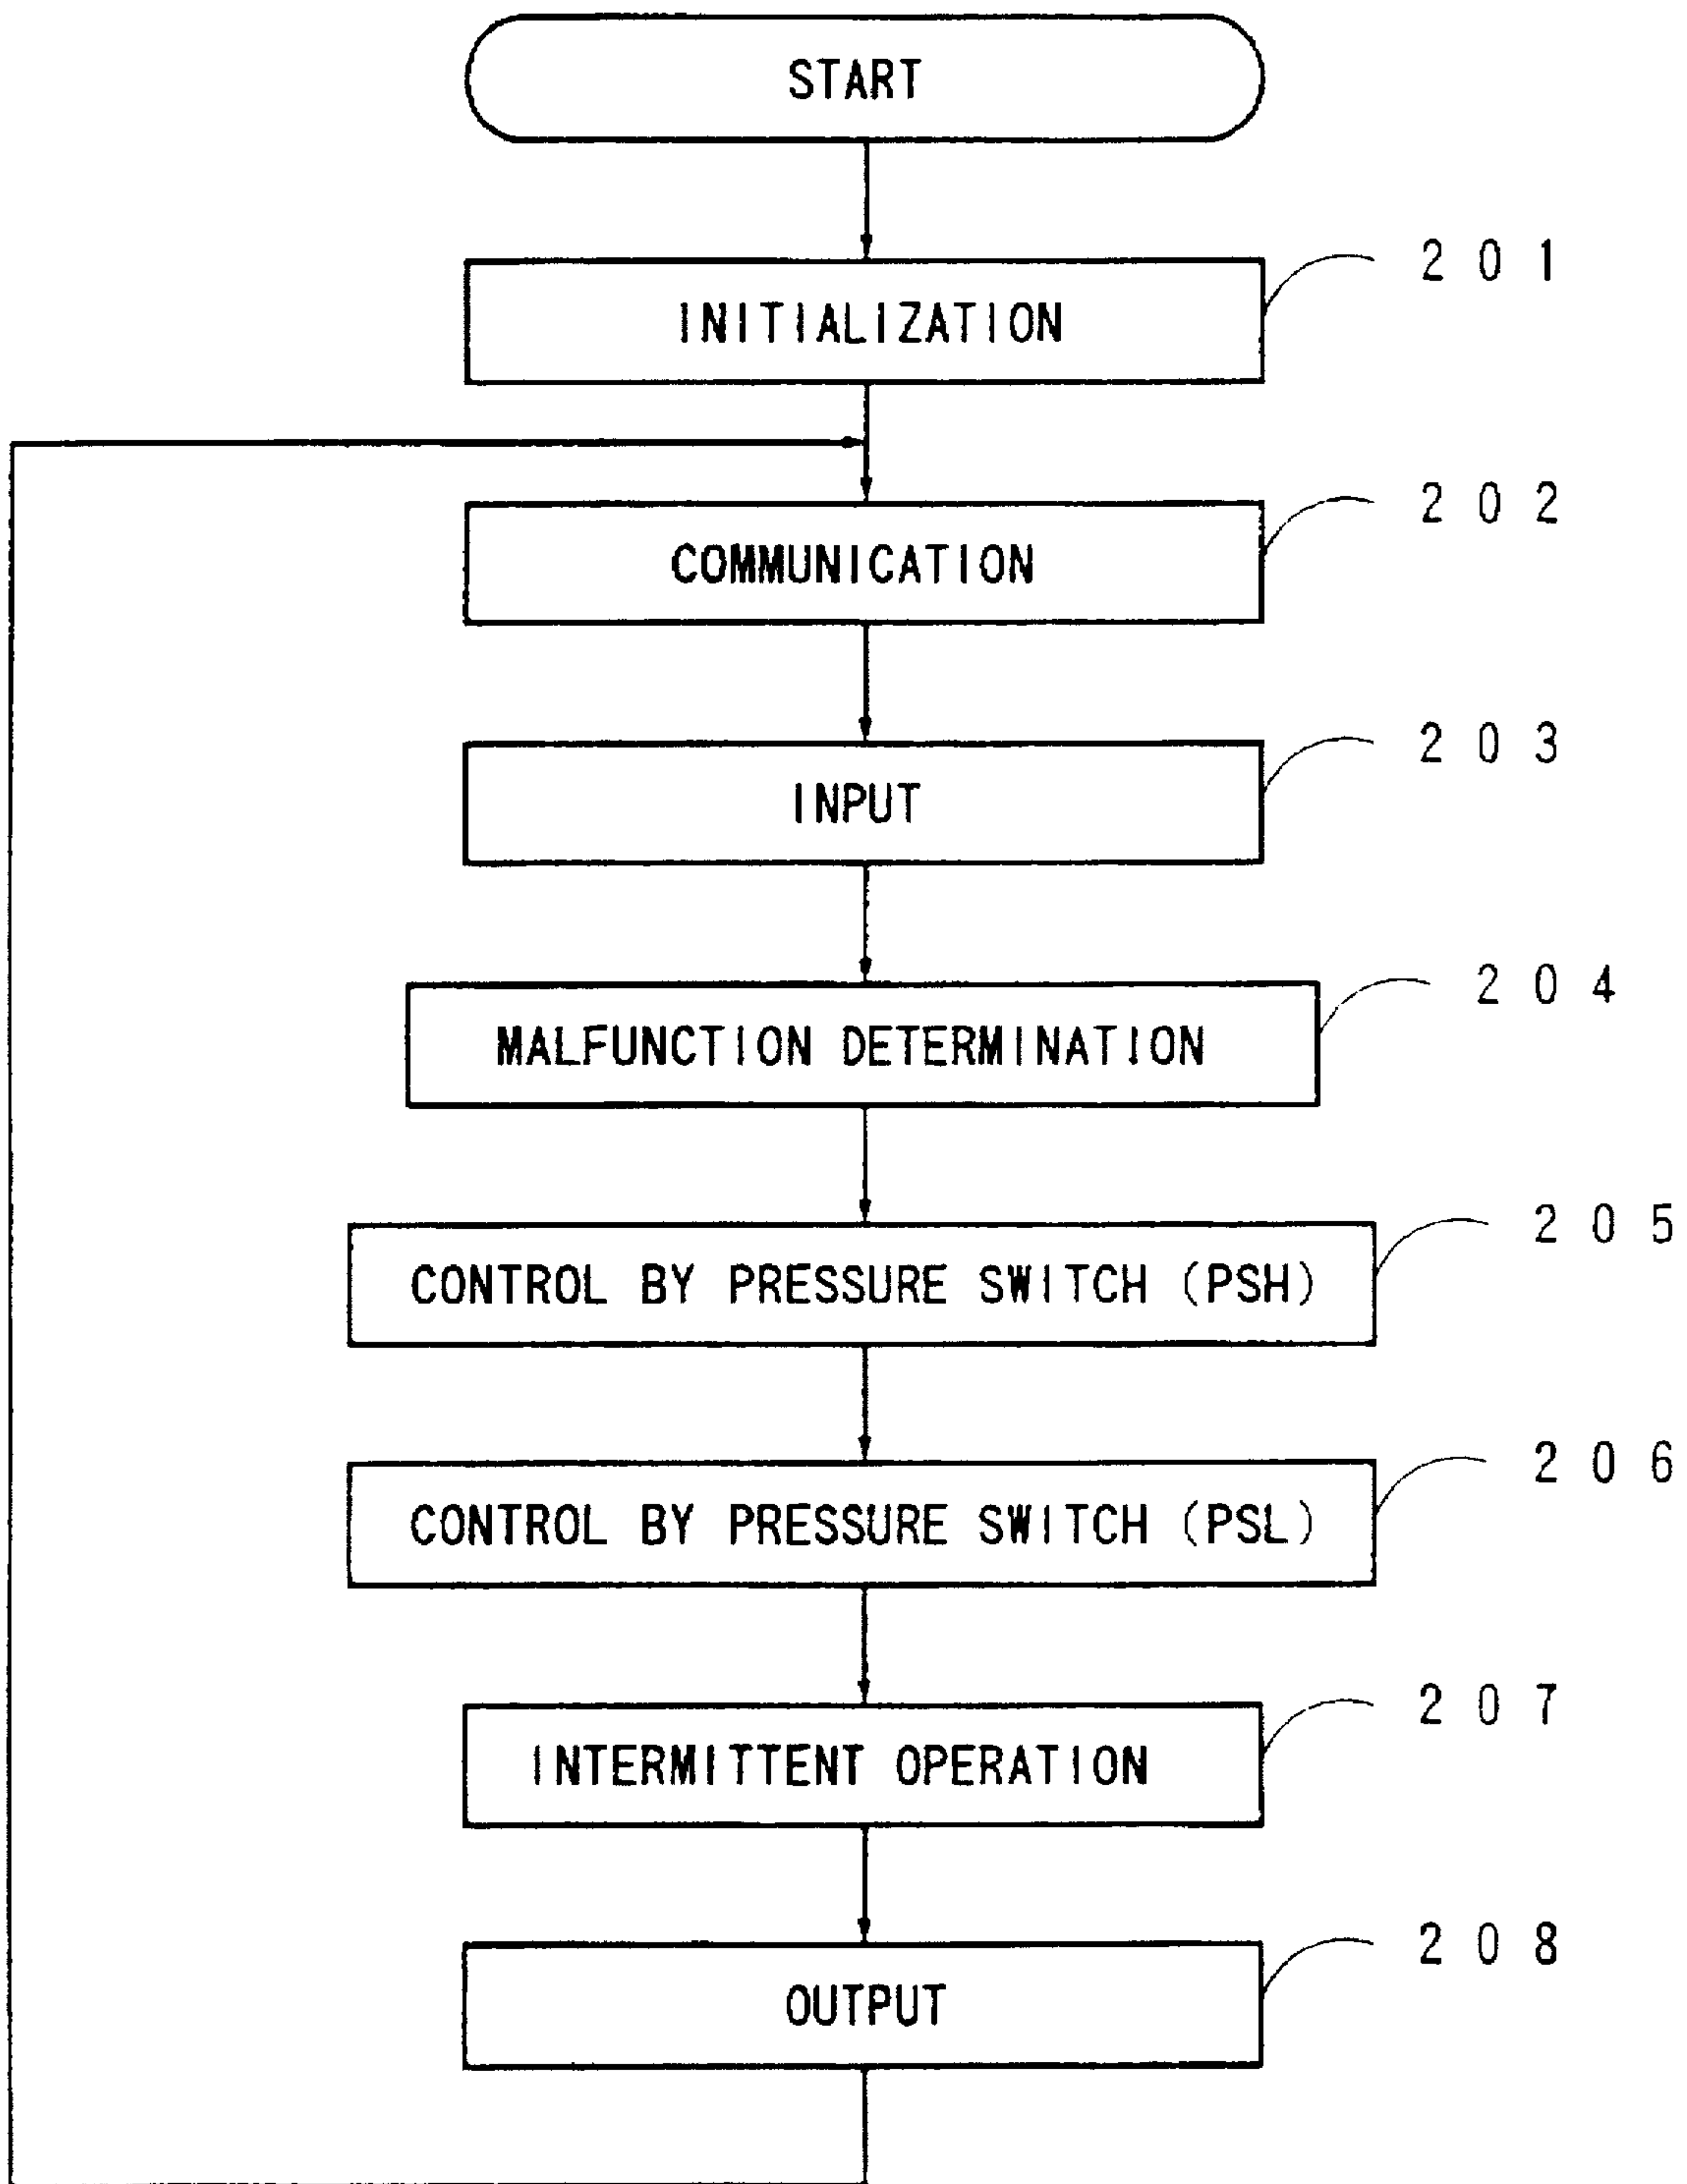 START
201
INITIALIZATION
202
COMMUNICATION
203
INPUT
204
MALFUNCTION DETERMINATION
205
CONTROL BY PRESSURE SWITCH (PSH)
206
CONTROL BY PRESSURE SWITCH (PSL)
207
INTERMITTENT OPERATION
208
OUTPUT